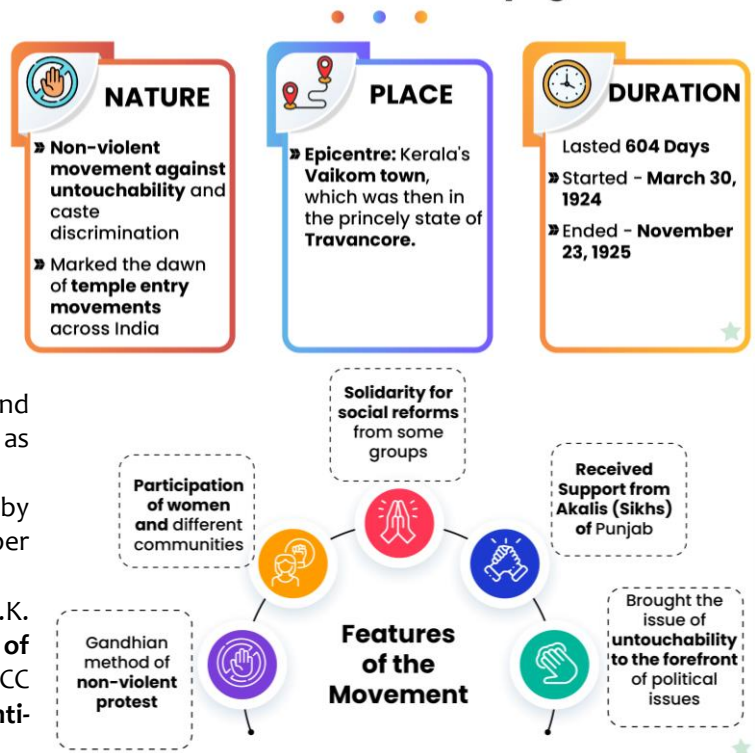 NATURE
» Non-violent
movement against
untouchability and
caste
discrimination
» Marked the dawn
of temple entry
movements
across India
PLACE
» Epicentre: Kerala's
Vaikom town,
which was then in
the princely state of
Travancore.
DURATION
Lasted 604 Days
» Started - March 30,
1924
» Ended - November
23, 1925
as
by
.K.
of
Solidarity for
social reforms
from some
groups
Participation
of women
and different
communities
Received
Support from
Akalis (Sikhs)
of Punjab
Gandhian
method of
non-violent
protest
Features
of the
Movement
Brought the
issue of
untouchability
to the forefront
of political
issues